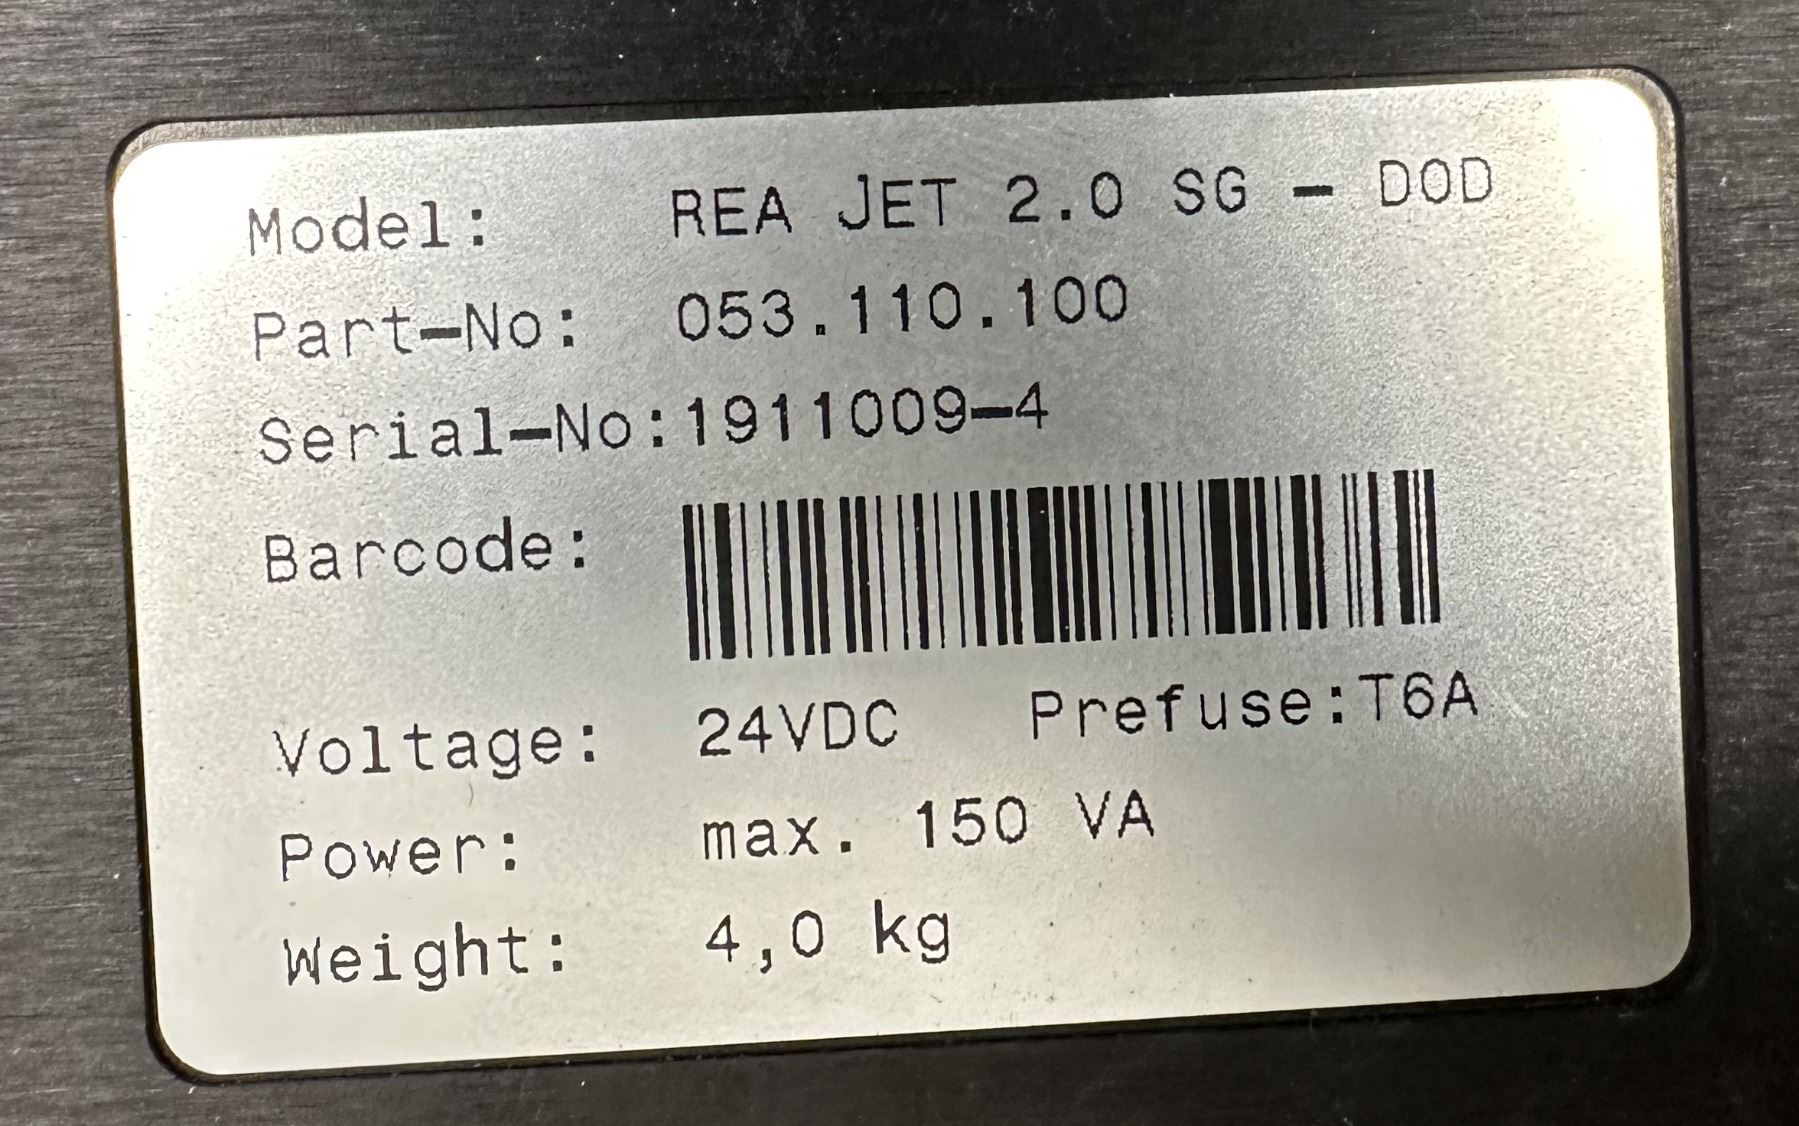 Model: REA JET 2.0 SG - DOD
Part-No: 053.110.100
Serial-No:1911009-4
Barcode:
Voltage: 24VDC Prefuse:T6A
Power: max. 150 VA
Weight: 4,0 kg